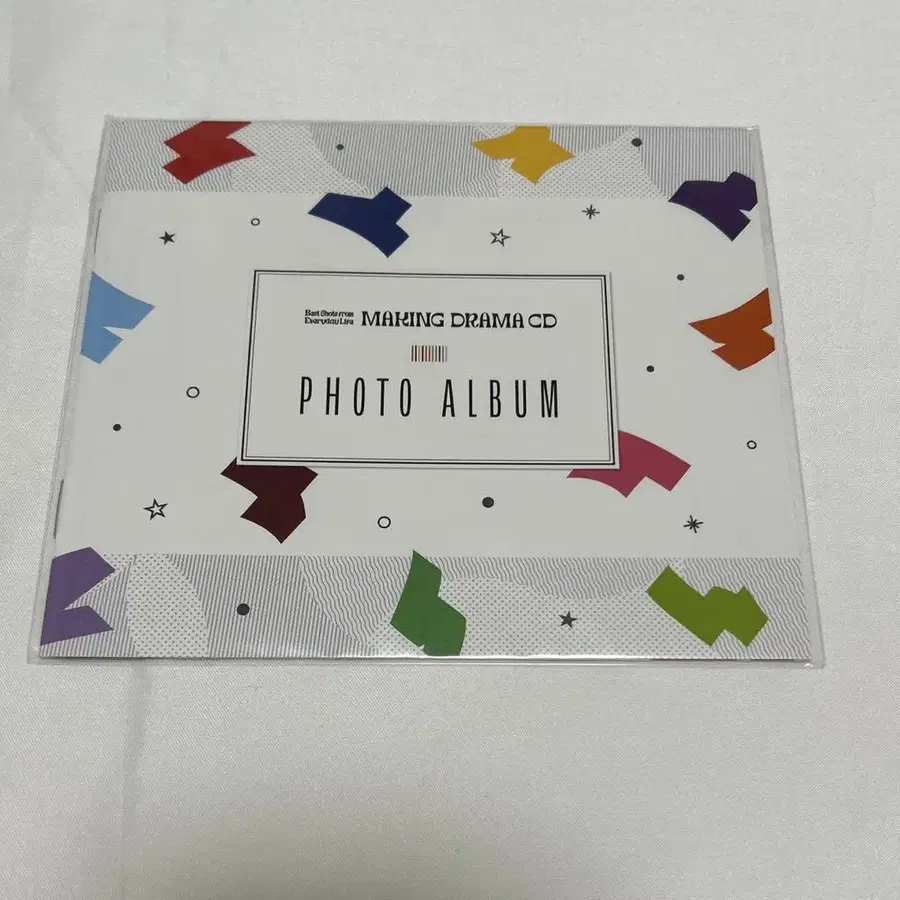 Best Shots from
Everyday Life
MAKING DRAMA CD
PHOTO ALBUM